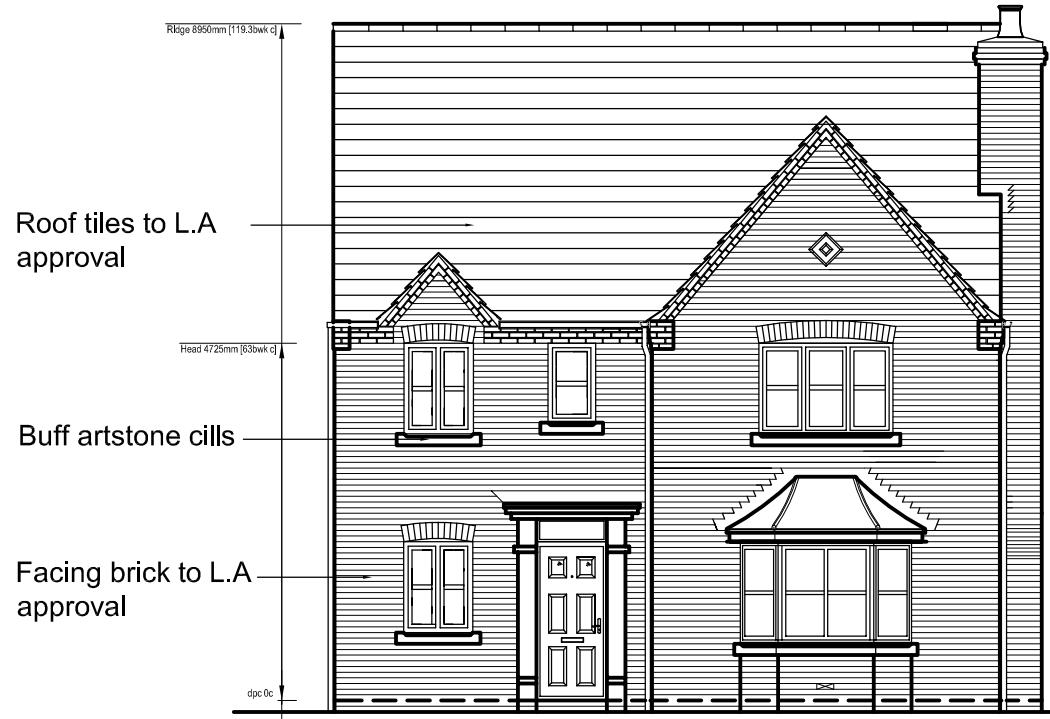 Ridge 8950mm [119.3bwk c]
Roof tiles to L.A
approval
Head 4725mm [63bwk c]
Buff artstone cills
Facing brick to L.A
approval
dpc 0c